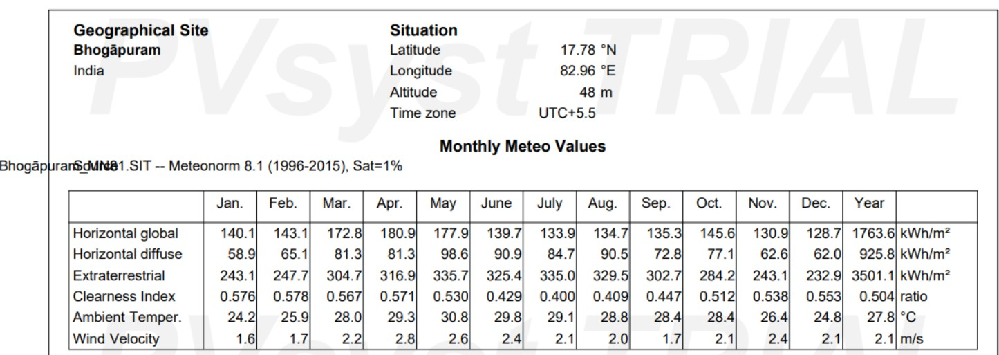 PVsyst TRIAL
Geographical Site Situation
Bhogāpuram Latitude 17.78 °N
India Longitude 82.96 °E
Altitude 48 m
Time zone UTC+5.5
Monthly Meteo Values
Source Bhogāpuram_MN81.SIT -- Meteonorm 8.1 (1996-2015), Sat=1%
Jan. Feb. Mar. Apr. May June July Aug. Sep. Oct. Nov. Dec. Year
Horizontal global 140.1 143.1 172.8 180.9 177.9 139.7 133.9 134.7 135.3 145.6 130.9 128.7 1763.6 kWh/m²
Horizontal diffuse 58.9 65.1 81.3 81.3 98.6 90.9 84.7 90.5 72.8 77.1 62.6 62.0 925.8 kWh/m²
Extraterrestrial 243.1 247.7 304.7 316.9 335.7 325.4 335.0 329.5 302.7 284.2 243.1 232.9 3501.1 kWh/m²
Clearness Index 0.576 0.578 0.567 0.571 0.530 0.429 0.400 0.409 0.447 0.512 0.538 0.553 0.504 ratio
Ambient Temper. 24.2 25.9 28.0 29.3 30.8 29.8 29.1 28.8 28.4 28.4 26.4 24.8 27.8 °C
Wind Velocity 1.6 1.7 2.2 2.8 2.6 2.4 2.1 2.0 1.7 2.1 2.4 2.1 2.1 m/s
PVsyst TRIAL